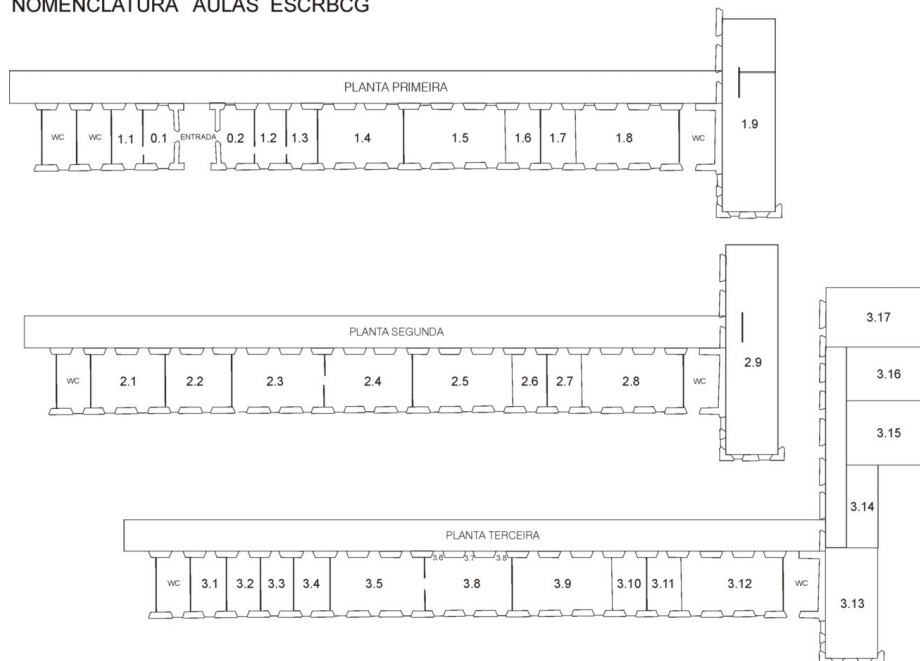 NOMENCLATURA AULAS ESCRBCG
PLANTA PRIMEIRA
WC WC 1.1 0.1 ENTRADA 0.2 1.2 1.3 1.4 1.5 1.6 1.7 1.8 WC 1.9
PLANTA SEGUNDA
WC 2.1 2.2 2.3 2.4 2.5 2.6 2.7 2.8 WC 2.9
3.17
3.16
3.15
3.14
PLANTA TERCEIRA
3.6 3.7 3.8
WC 3.1 3.2 3.3 3.4 3.5 3.8 3.9 3.10 3.11 3.12 WC 3.13